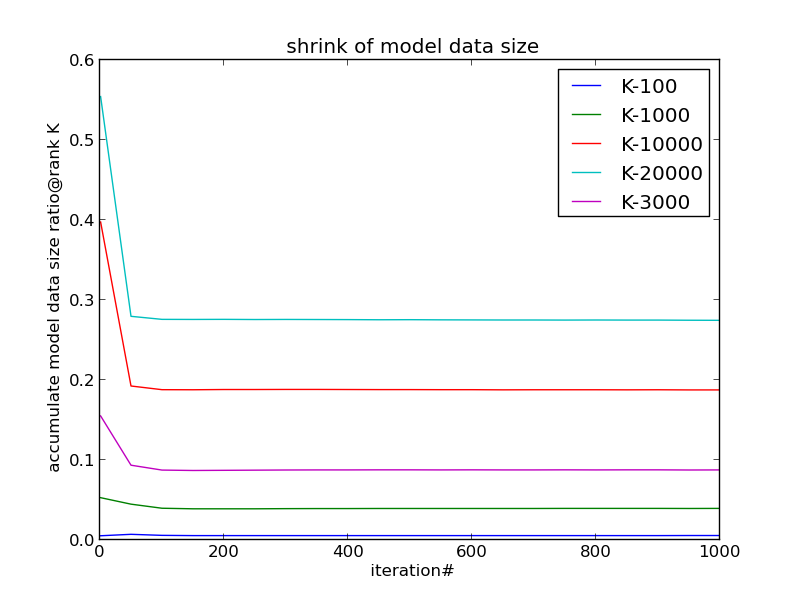 shrink of model data size
0.6
0.5
0.4
0.3
0.2
0.1
0.0
accumulate model data size ratio@rank K
K-100
K-1000
K-10000
K-20000
K-3000
0 200 400 600 800 1000
iteration#